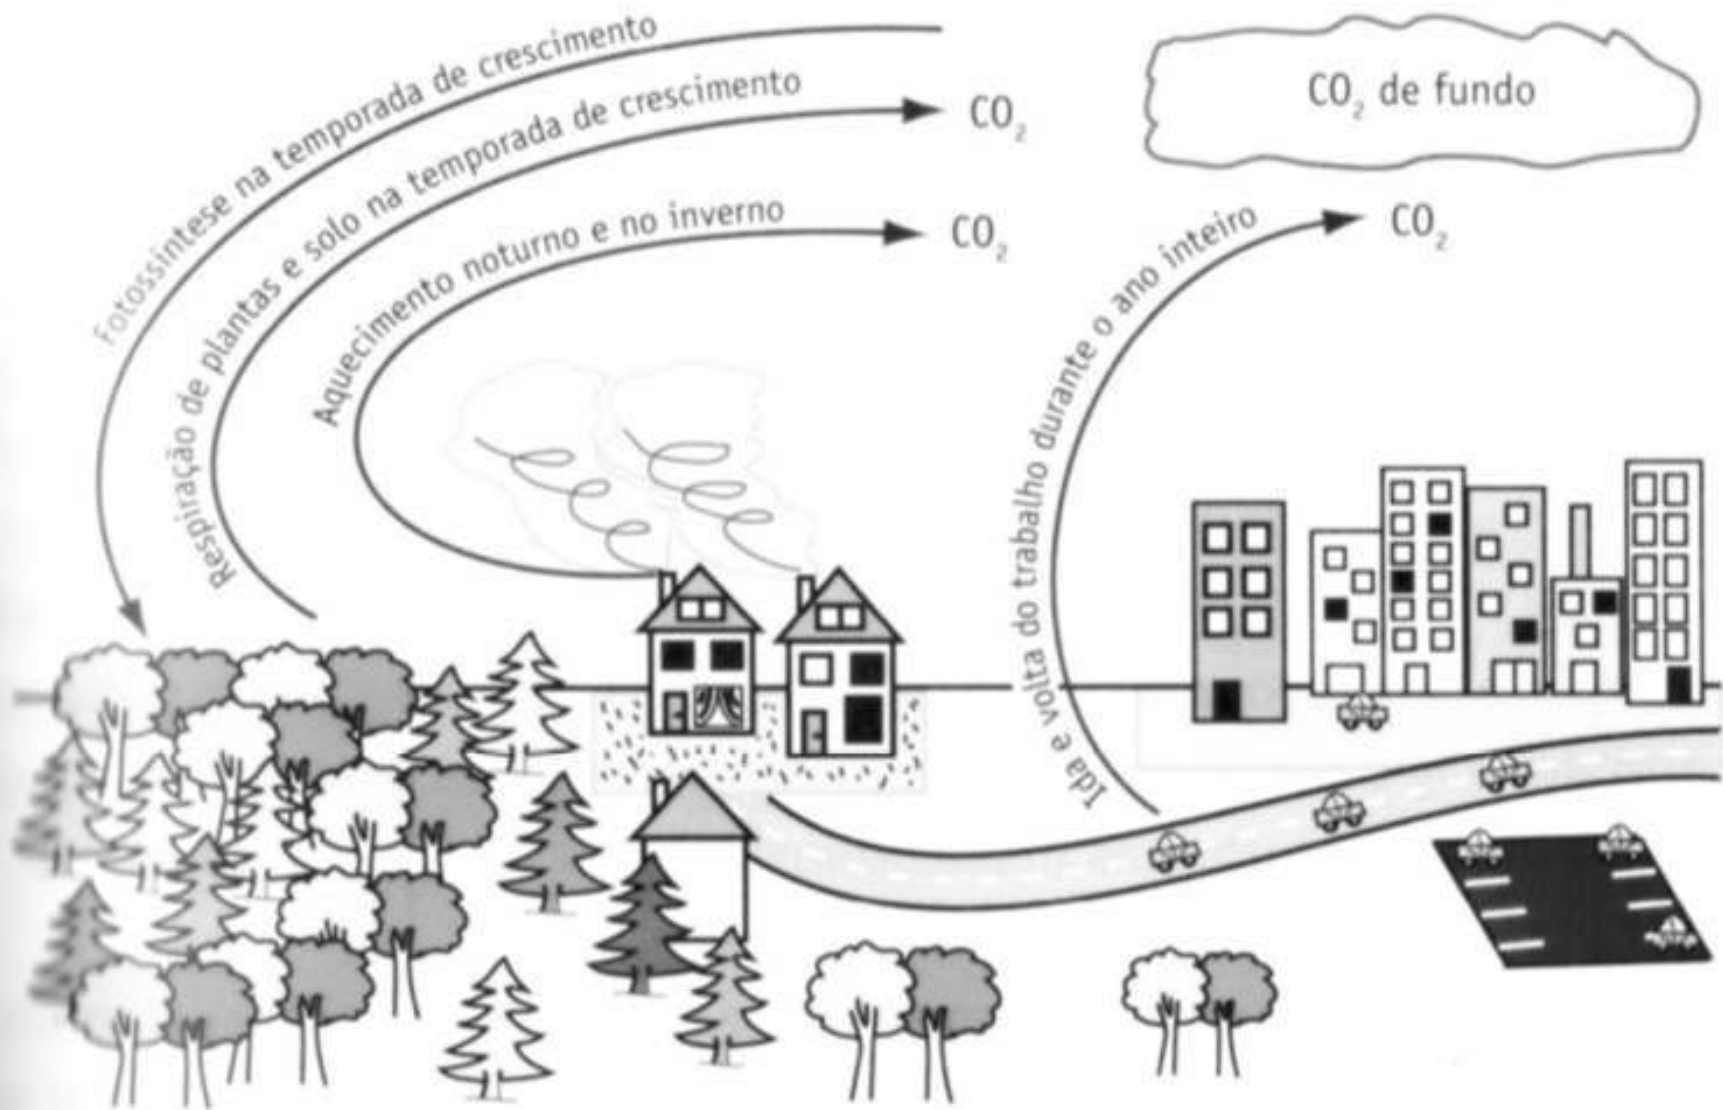 Fotossíntese na temporada de crescimento
Respiração de plantas e solo na temporada de crescimento
CO₂
Aquecimento noturno e no inverno
CO₂
Ida e volta do trabalho durante o ano inteiro
CO₂
CO₂ de fundo